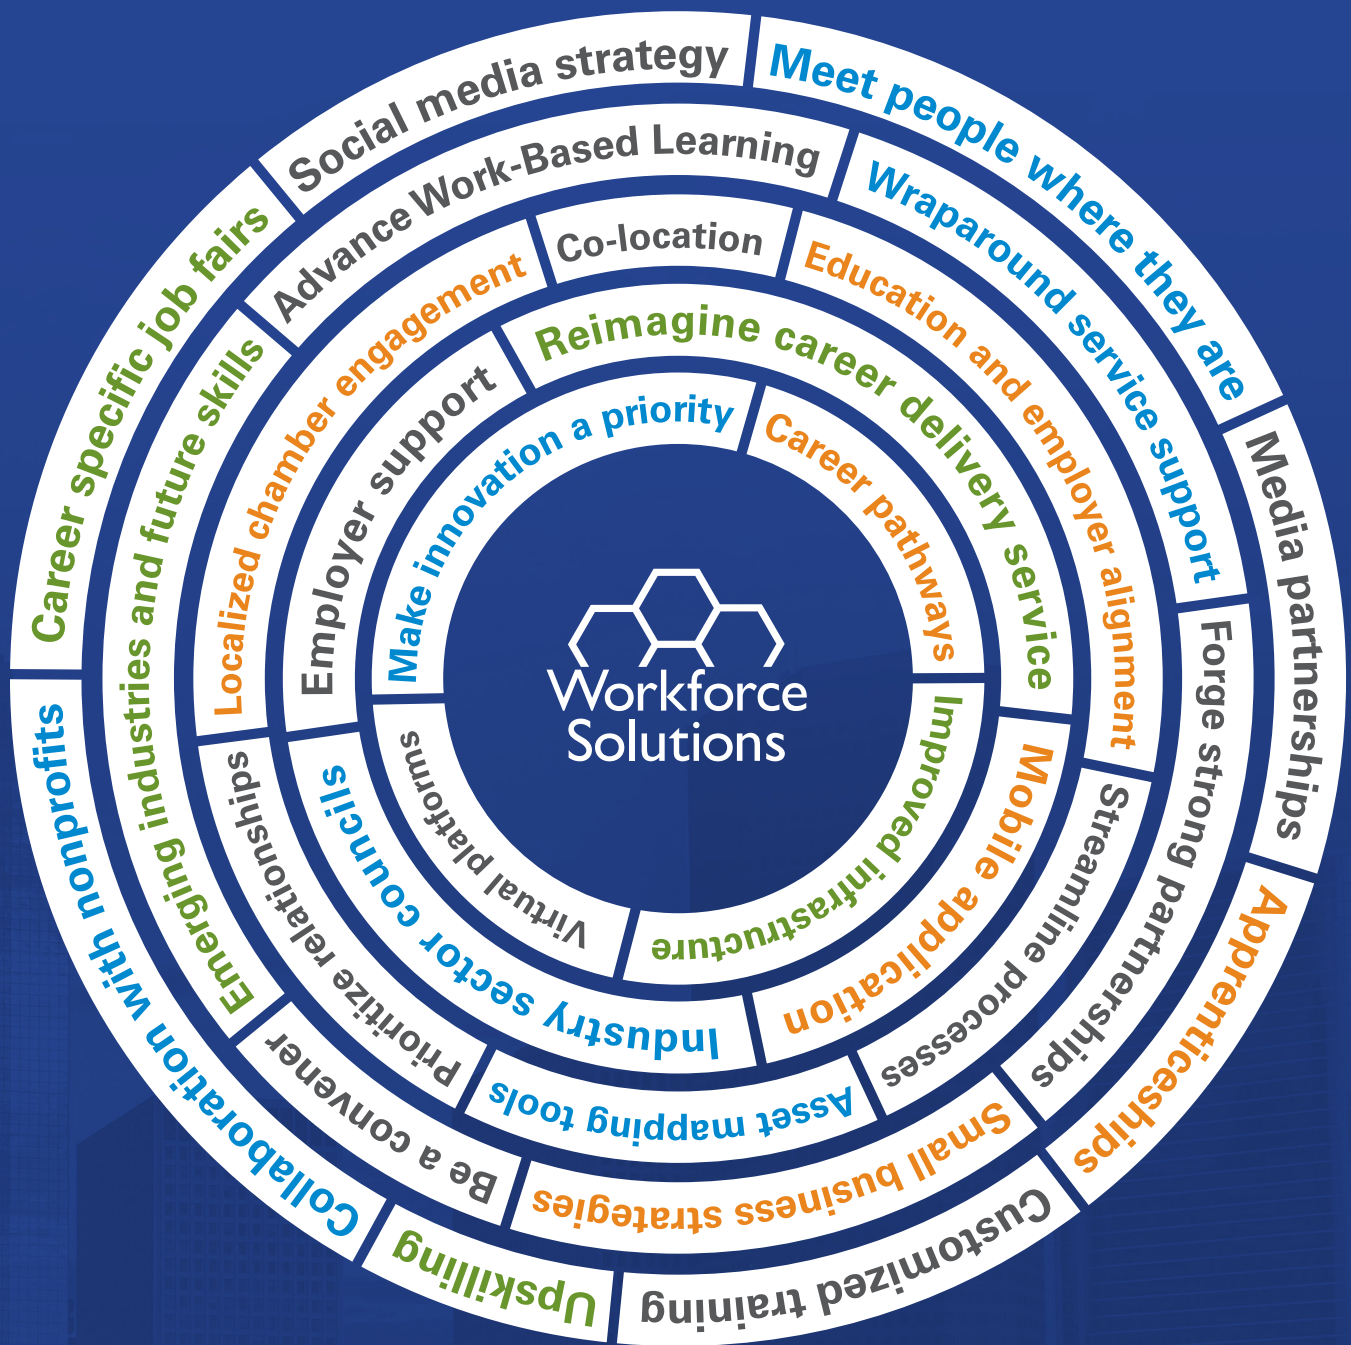 Social media strategy
Meet people where they are
Media partnerships
Apprenticeships
Customized training
Upskilling
Collaboration with nonprofits
Career specific job fairs
Advance Work-Based Learning
Wraparound service support
Forge strong partnerships
Small business strategies
Be a convener
Emerging industries and future skills
Co-location
Education and employer alignment
Streamline processes
Asset mapping tools
Prioritize relationships
Localized chamber engagement
Reimagine career delivery service
Mobile application
Industry sector councils
Employer support
Make innovation a priority
Career pathways
Improved infrastructure
Virtual platforms
Workforce
Solutions